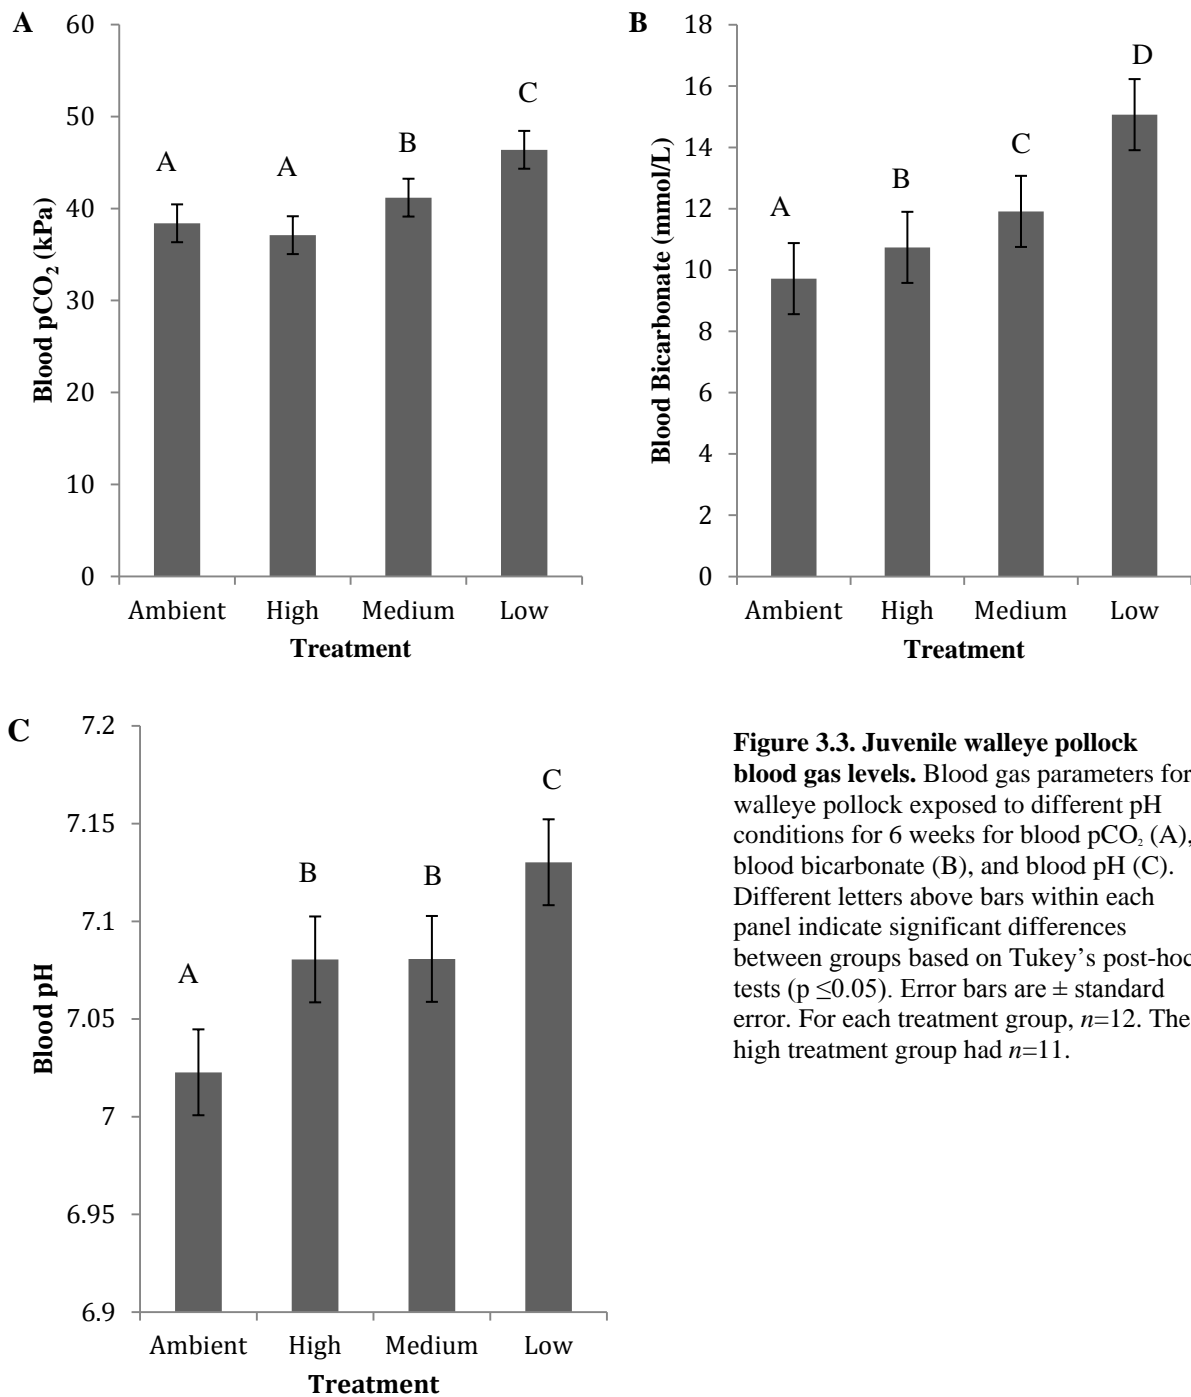 A
60
50
40
30
20
10
0
Blood pCO₂ (kPa)
A
A
B
C
Ambient High Medium Low
Treatment
B
18
16
14
12
10
8
6
4
2
0
Blood Bicarbonate (mmol/L)
A
B
C
D
Ambient High Medium Low
Treatment
C
7.2
7.15
7.1
7.05
7
6.95
6.9
Blood pH
A
B
B
C
Ambient High Medium Low
Treatment
Figure 3.3. Juvenile walleye pollock
blood gas levels. Blood gas parameters for
walleye pollock exposed to different pH
conditions for 6 weeks for blood pCO₂ (A),
blood bicarbonate (B), and blood pH (C).
Different letters above bars within each
panel indicate significant differences
between groups based on Tukey’s post-hoc
tests (p ≤0.05). Error bars are ± standard
error. For each treatment group, n=12. The
high treatment group had n=11.